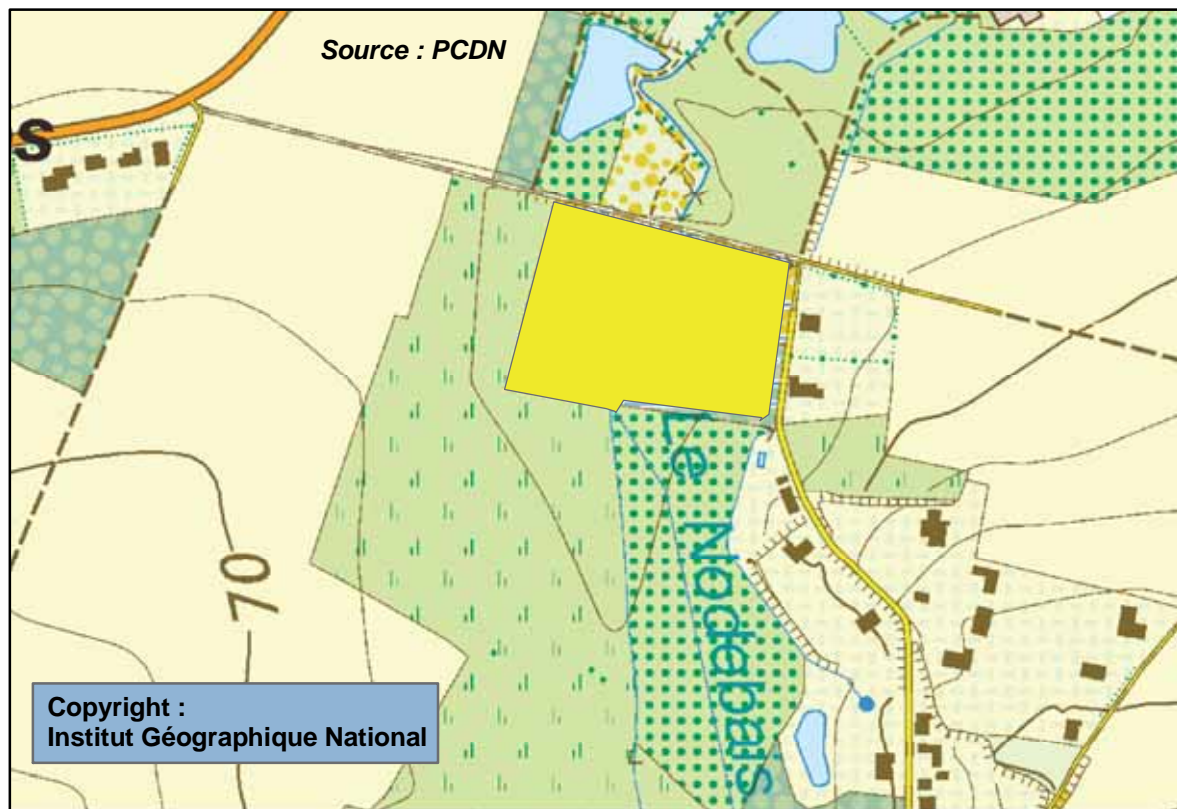 Source : PCDN
S
70
Le Nodebais
Copyright :
Institut Géographique National